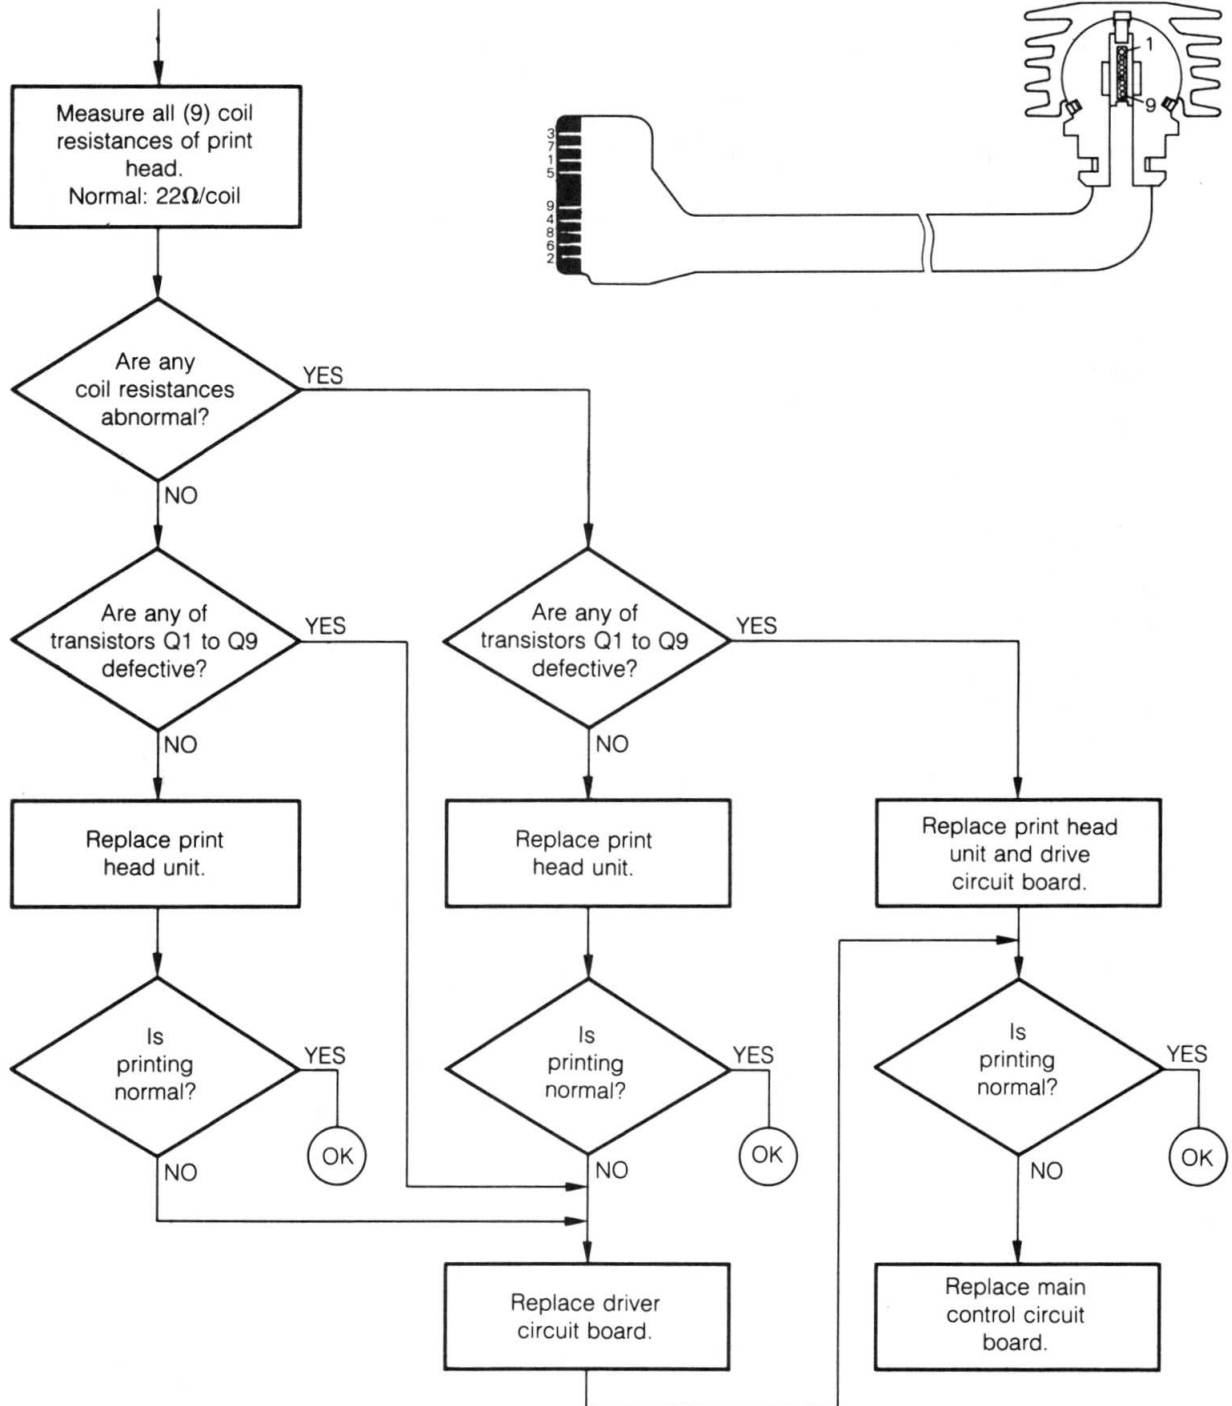 Measure all (9) coil
resistances of print
head.
Normal: 22Ω/coil
1
9
3
7
1
5
9
4
8
6
2
Are any
coil resistances
abnormal?
YES
NO
Are any of
transistors Q1 to Q9
defective?
YES
NO
Are any of
transistors Q1 to Q9
defective?
YES
NO
Replace print
head unit.
Replace print
head unit.
Replace print head
unit and drive
circuit board.
Is
printing
normal?
YES
OK
NO
Is
printing
normal?
YES
OK
NO
Is
printing
normal?
YES
OK
NO
Replace driver
circuit board.
Replace main
control circuit
board.